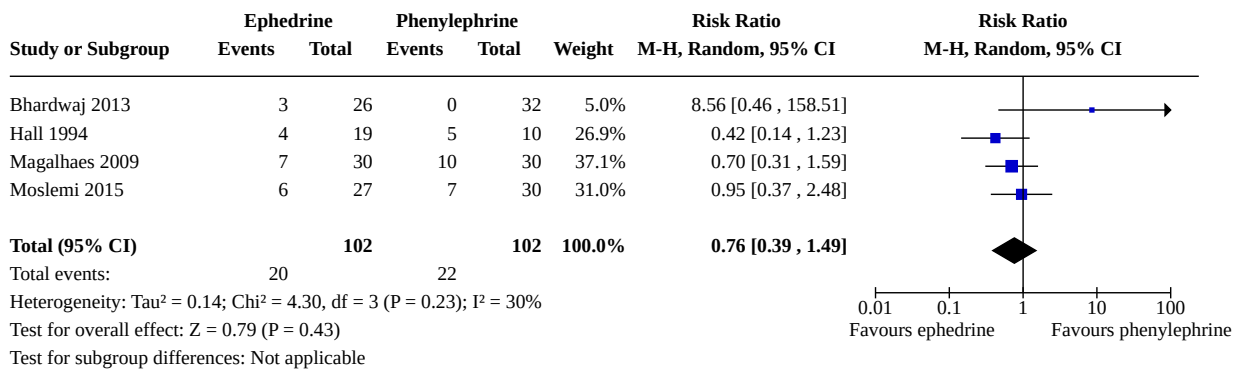 Ephedrine Phenylephrine Risk Ratio Risk Ratio
Study or Subgroup Events Total Events Total Weight M-H, Random, 95% CI M-H, Random, 95% CI
Bhardwaj 2013 3 26 0 32 5.0% 8.56 [0.46 , 158.51]
Hall 1994 4 19 5 10 26.9% 0.42 [0.14 , 1.23]
Magalhaes 2009 7 30 10 30 37.1% 0.70 [0.31 , 1.59]
Moslemi 2015 6 27 7 30 31.0% 0.95 [0.37 , 2.48]
Total (95% CI) 102 102 100.0% 0.76 [0.39 , 1.49]
Total events: 20 22
Heterogeneity: Tau² = 0.14; Chi² = 4.30, df = 3 (P = 0.23); I² = 30%
0.01 0.1 1 10 100
Test for overall effect: Z = 0.79 (P = 0.43) Favours ephedrine Favours phenylephrine
Test for subgroup differences: Not applicable